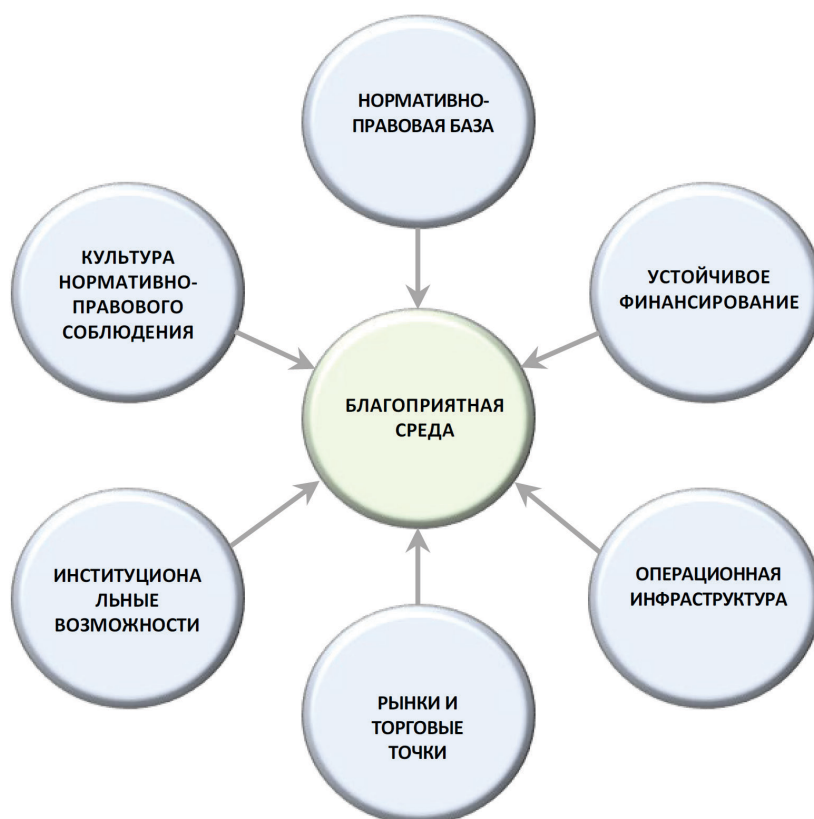 НОРМАТИВНО-
ПРАВОВАЯ БАЗА
КУЛЬТУРА
НОРМАТИВНО-
ПРАВОВОГО
СОБЛЮДЕНИЯ
УСТОЙЧИВОЕ
ФИНАНСИРОВАНИЕ
БЛАГОПРИЯТНАЯ
СРЕДА
ИНСТИТУЦИОНА
ЛЬНЫЕ
ВОЗМОЖНОСТИ
ОПЕРАЦИОННАЯ
ИНФРАСТРУКТУРА
РЫНКИ И
ТОРГОВЫЕ
ТОЧКИ